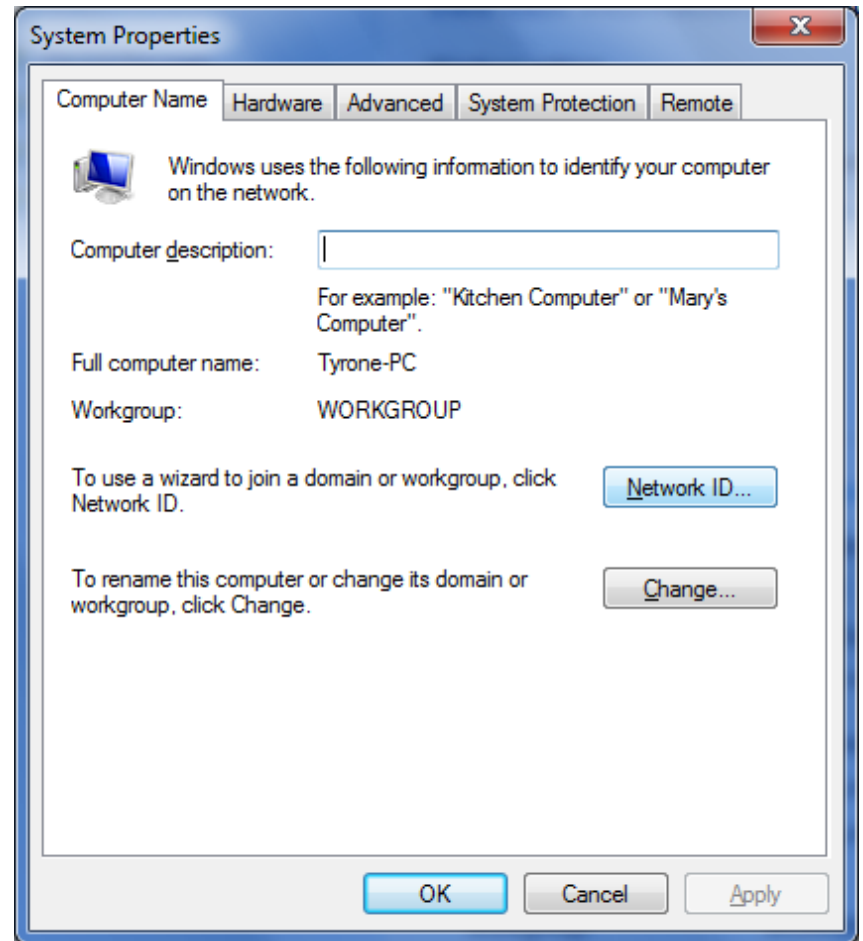 System Properties
Computer Name Hardware Advanced System Protection Remote
Windows uses the following information to identify your computer
on the network.
Computer description:
For example: "Kitchen Computer" or "Mary's
Computer".
Full computer name: Tyrone-PC
Workgroup: WORKGROUP
To use a wizard to join a domain or workgroup, click
Network ID.
Network ID...
To rename this computer or change its domain or
workgroup, click Change.
Change...
OK Cancel Apply